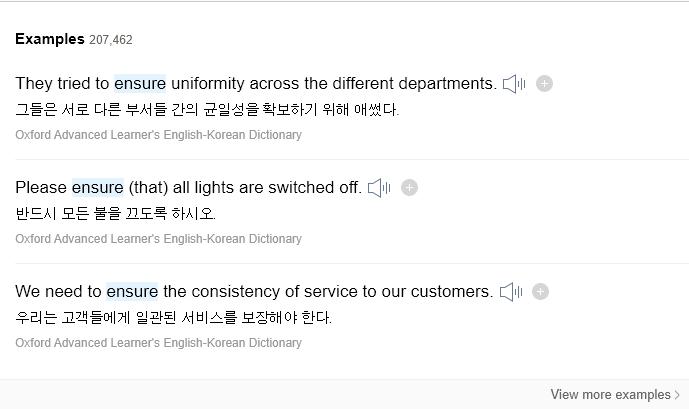 Examples 207,462
They tried to ensure uniformity across the different departments.
그들은 서로 다른 부서들 간의 균일성을 확보하기 위해 애썼다.
Oxford Advanced Learner's English-Korean Dictionary
Please ensure (that) all lights are switched off.
반드시 모든 불을 끄도록 하시오.
Oxford Advanced Learner's English-Korean Dictionary
We need to ensure the consistency of service to our customers.
우리는 고객들에게 일관된 서비스를 보장해야 한다.
Oxford Advanced Learner's English-Korean Dictionary
View more examples